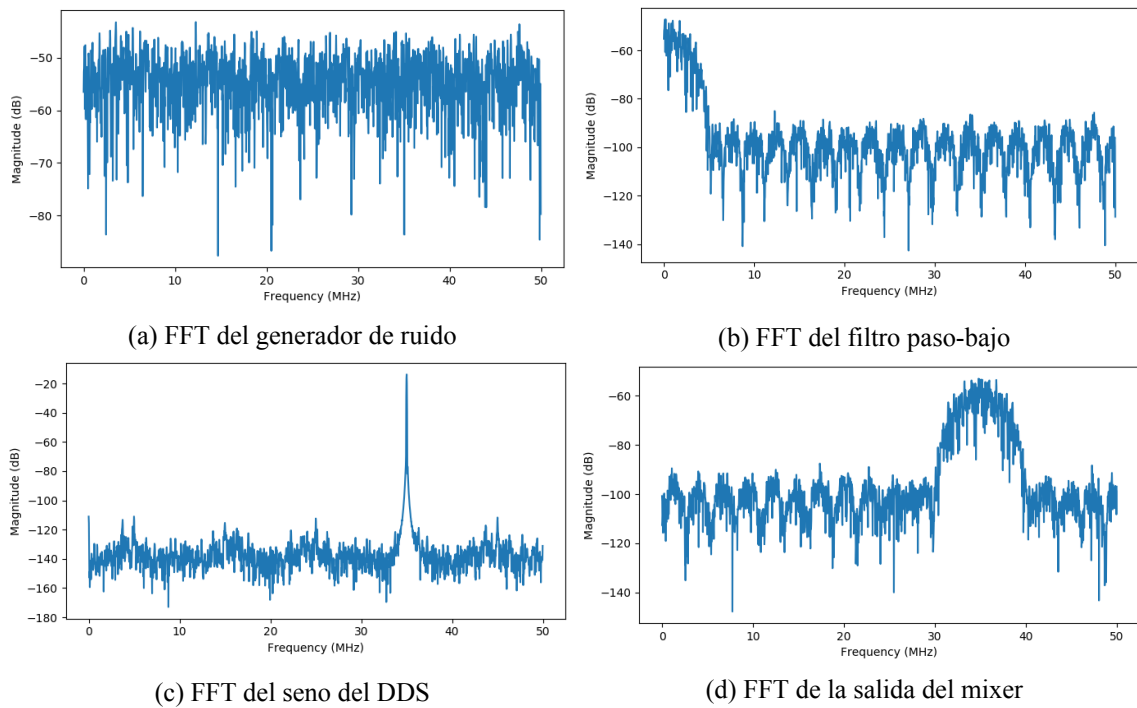 −50
−60
−70
−80
Magnitude (dB)
0 10 20 30 40 50
Frequency (MHz)
(a) FFT del generador de ruido
−60
−80
−100
−120
−140
Magnitude (dB)
0 10 20 30 40 50
Frequency (MHz)
(b) FFT del filtro paso-bajo
−20
−40
−60
−80
−100
−120
−140
−160
−180
Magnitude (dB)
0 10 20 30 40 50
Frequency (MHz)
(c) FFT del seno del DDS
−60
−80
−100
−120
−140
Magnitude (dB)
0 10 20 30 40 50
Frequency (MHz)
(d) FFT de la salida del mixer